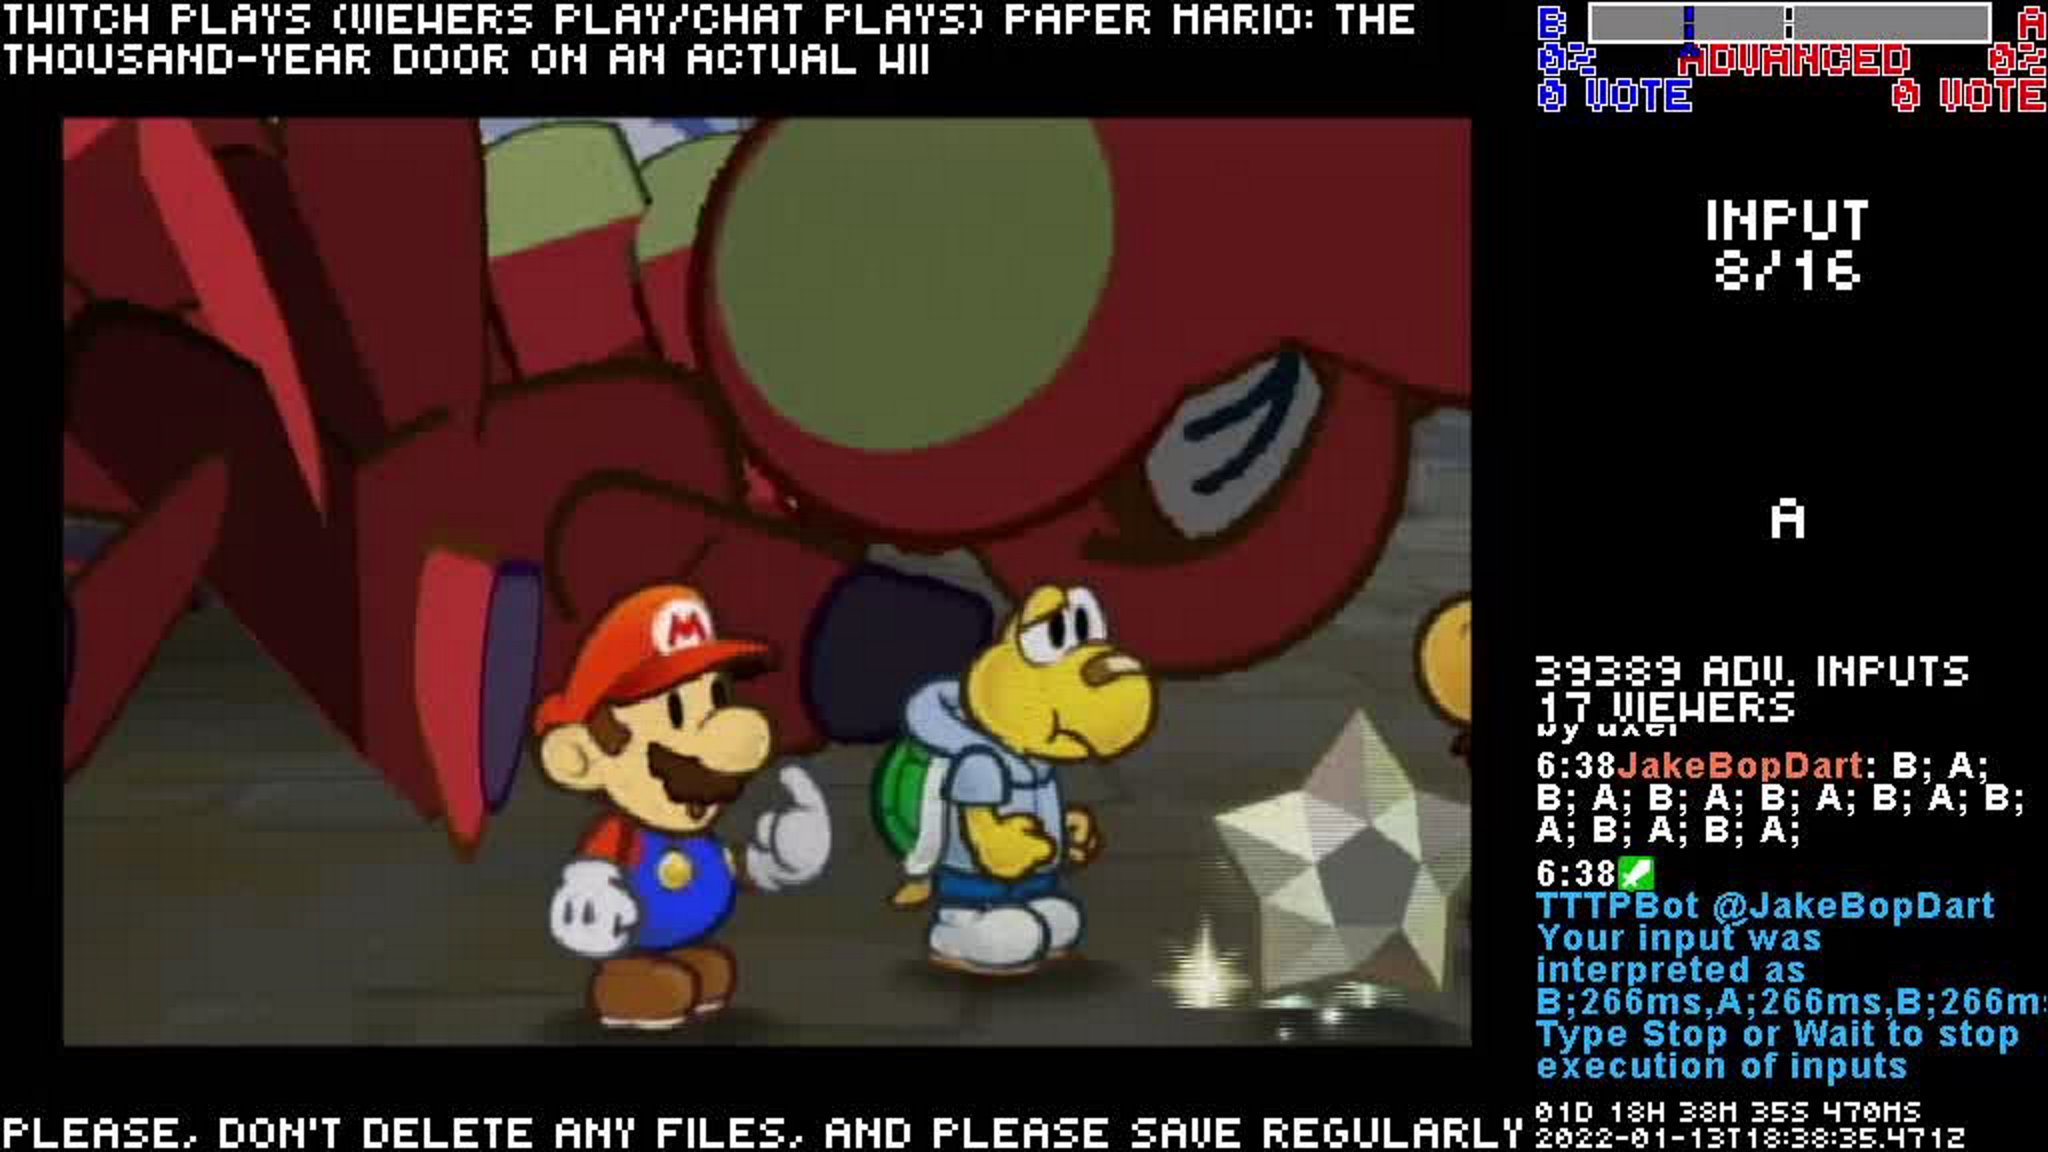 TWITCH PLAYS (VIEWERS PLAY/CHAT PLAYS) PAPER MARIO: THE
THOUSAND-YEAR DOOR ON AN ACTUAL WII
B A
0% ADVANCED 0%
0 VOTE 0 VOTE
INPUT
8/16
A
M
39389 ADV. INPUTS
17 VIEWERS
by uxer
6:38JakeBopDart: B; A;
B; A; B; A; B; A; B; A; B;
A; B; A; B; A;
6:38
TTTPBot @JakeBopDart
Your input was
interpreted as
B;266ms,A;266ms,B;266m
Type Stop or Wait to stop
execution of inputs
PLEASE, DON'T DELETE ANY FILES, AND PLEASE SAVE REGULARLY
01D 18H 38M 35S 470MS
2022-01-13T18:38:35.471Z